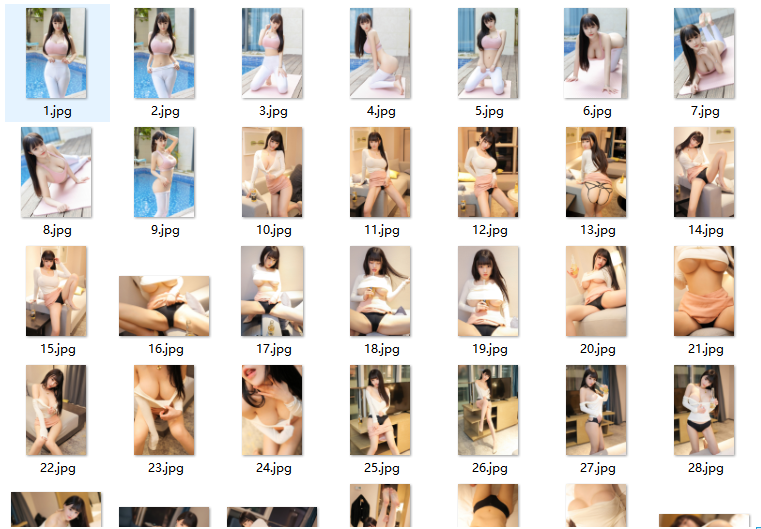 1.jpg 2.jpg 3.jpg 4.jpg 5.jpg 6.jpg 7.jpg
8.jpg 9.jpg 10.jpg 11.jpg 12.jpg 13.jpg 14.jpg
15.jpg 16.jpg 17.jpg 18.jpg 19.jpg 20.jpg 21.jpg
22.jpg 23.jpg 24.jpg 25.jpg 26.jpg 27.jpg 28.jpg